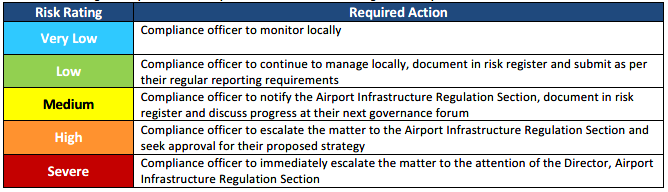 Risk Rating Required Action
Very Low Compliance officer to monitor locally
Low Compliance officer to continue to manage locally, document in risk register and submit as per
their regular reporting requirements
Medium Compliance officer to notify the Airport Infrastructure Regulation Section, document in risk
register and discuss progress at their next governance forum
High Compliance officer to escalate the matter to the Airport Infrastructure Regulation Section and
seek approval for their proposed strategy
Severe Compliance officer to immediately escalate the matter to the attention of the Director, Airport
Infrastructure Regulation Section